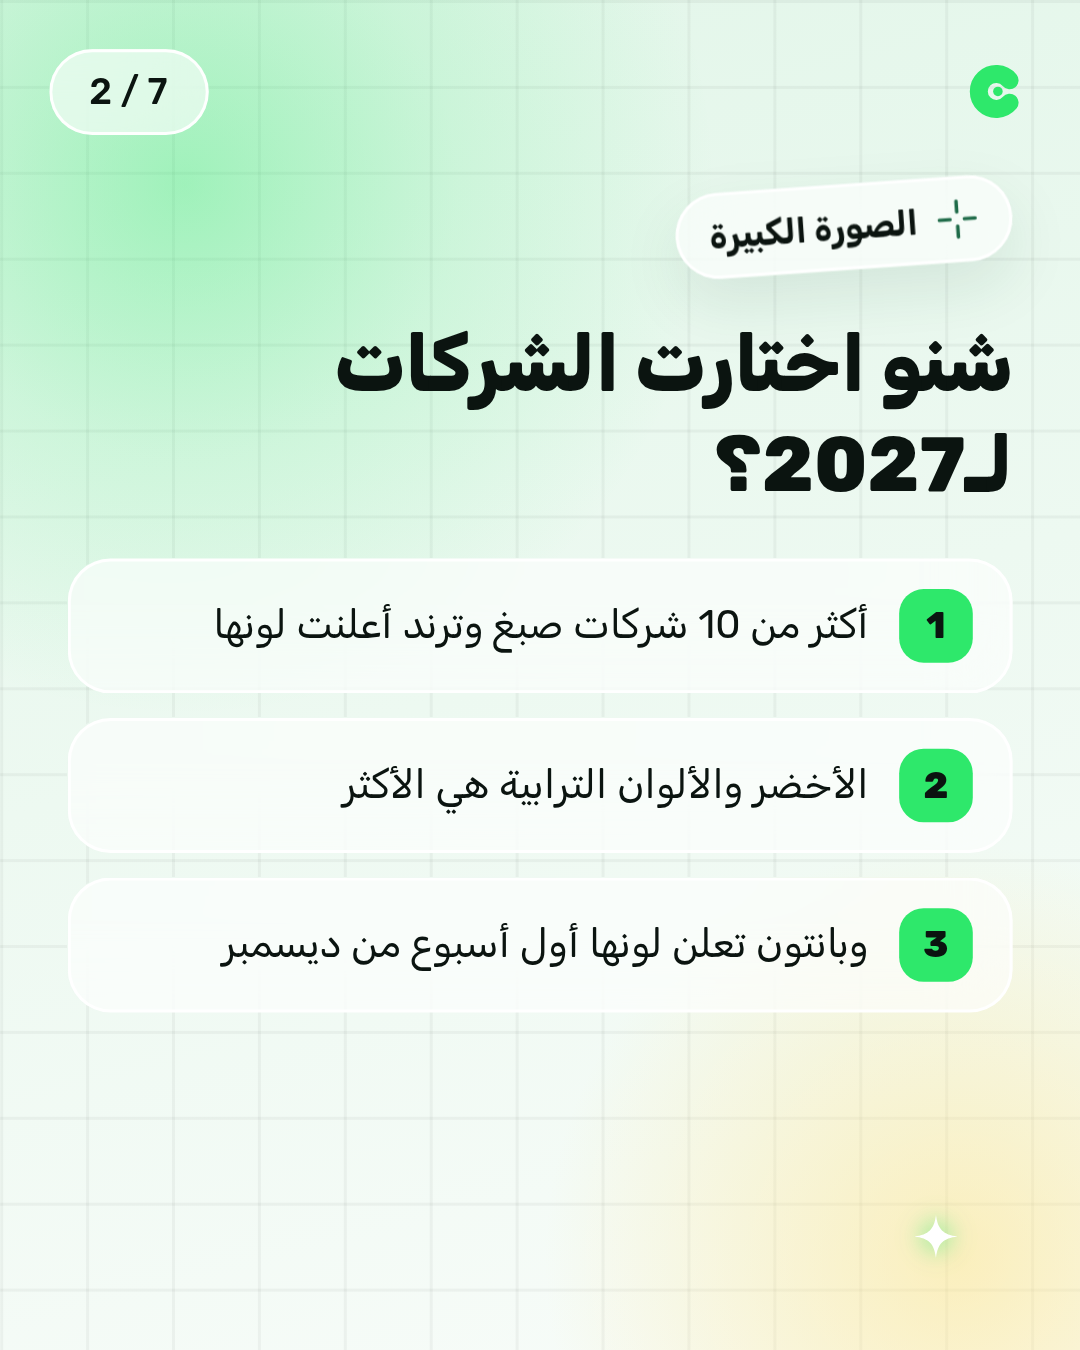 2 / 7
الصورة الكبيرة
شنو اختارت الشركات
لـ2027؟
1
أكثر من 10 شركات صبغ وترند أعلنت لونها
2
الأخضر والألوان الترابية هي الأكثر
3
وبانتون تعلن لونها أول أسبوع من ديسمبر